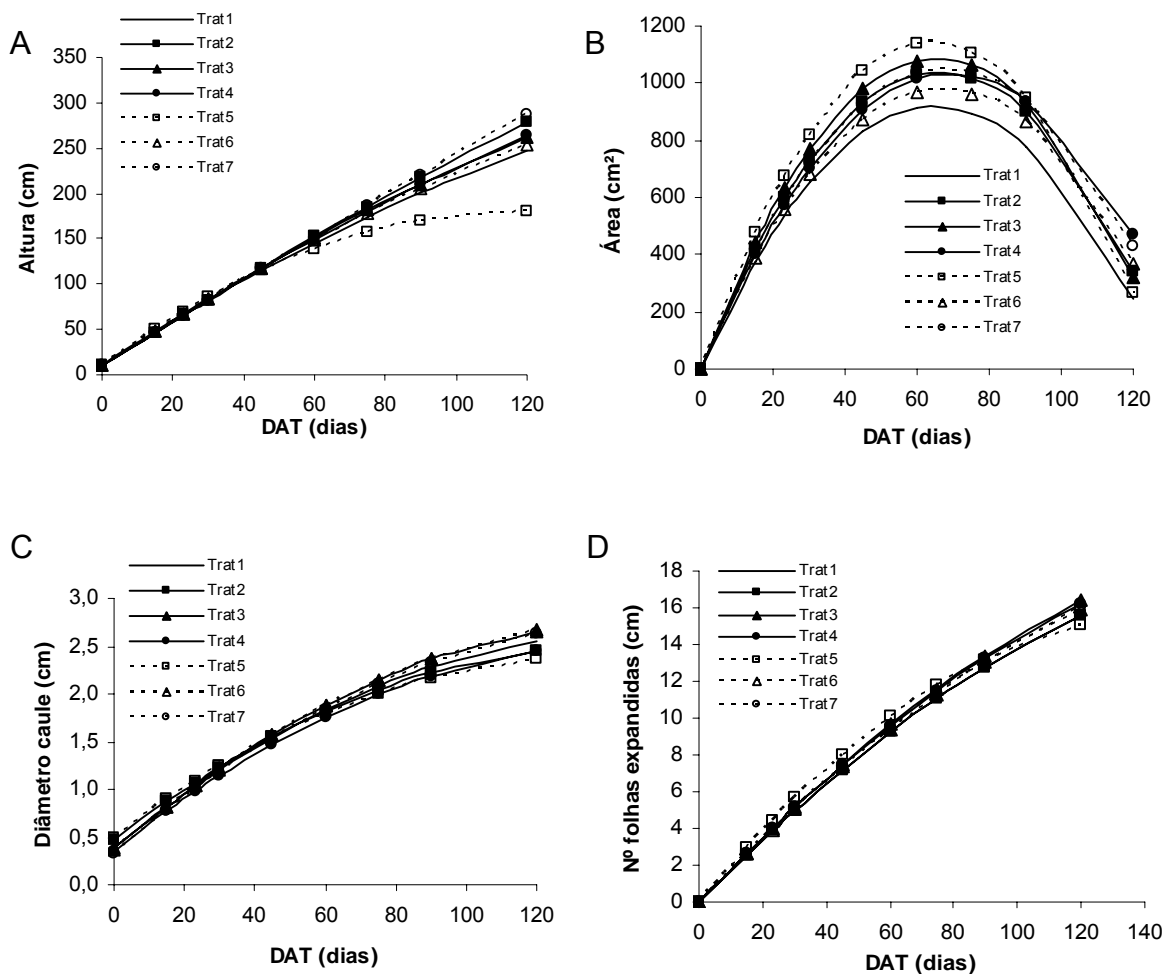 A
Trat1
Trat2
Trat3
Trat4
Trat5
Trat6
Trat7
Altura (cm)
350
300
250
200
150
100
50
0
0 20 40 60 80 100 120
DAT (dias)
B
Área (cm²)
1200
1000
800
600
400
200
0
Trat1
Trat2
Trat3
Trat4
Trat5
Trat6
Trat7
0 20 40 60 80 100 120
DAT (dias)
C
Trat1
Trat2
Trat3
Trat4
Trat5
Trat6
Trat7
Diâmetro caule (cm)
3,0
2,5
2,0
1,5
1,0
0,5
0,0
0 20 40 60 80 100 120
DAT (dias)
D
Trat1
Trat2
Trat3
Trat4
Trat5
Trat6
Trat7
Nº folhas expandidas (cm)
18
16
14
12
10
8
6
4
2
0
0 20 40 60 80 100 120 140
DAT (dias)